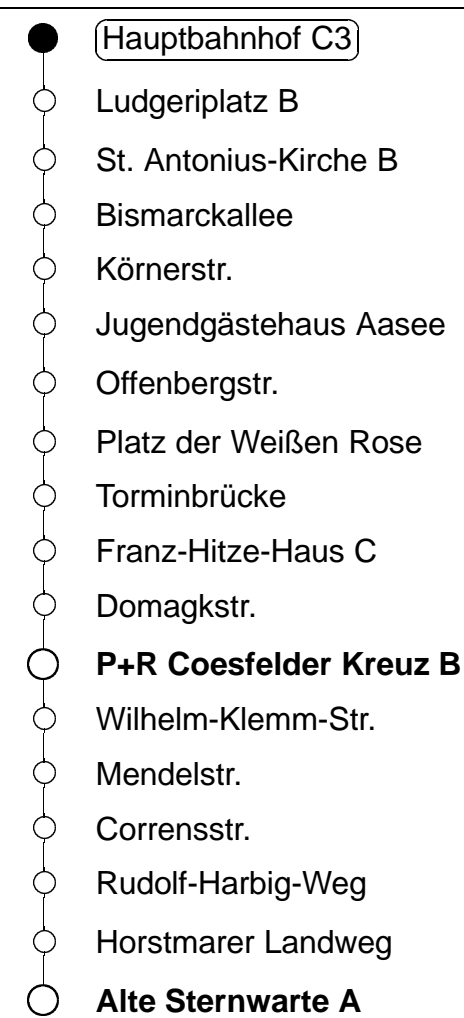 Hauptbahnhof C3
Ludgeriplatz B
St. Antonius-Kirche B
Bismarckallee
Körnerstr.
Jugendgästehaus Aasee
Offenbergstr.
Platz der Weißen Rose
Torminbrücke
Franz-Hitze-Haus C
Domagkstr.
P+R Coesfelder Kreuz B
Wilhelm-Klemm-Str.
Mendelstr.
Corrensstr.
Rudolf-Harbig-Weg
Horstmarer Landweg
Alte Sternwarte A